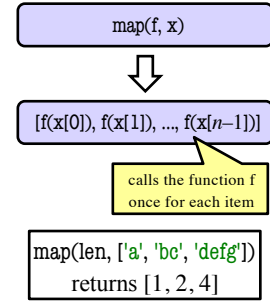 map(f, x)
[f(x[0]), f(x[1]), ..., f(x[n–1])]
calls the function f
once for each item
map(len, ['a', 'bc', 'defg'])
returns [1, 2, 4]